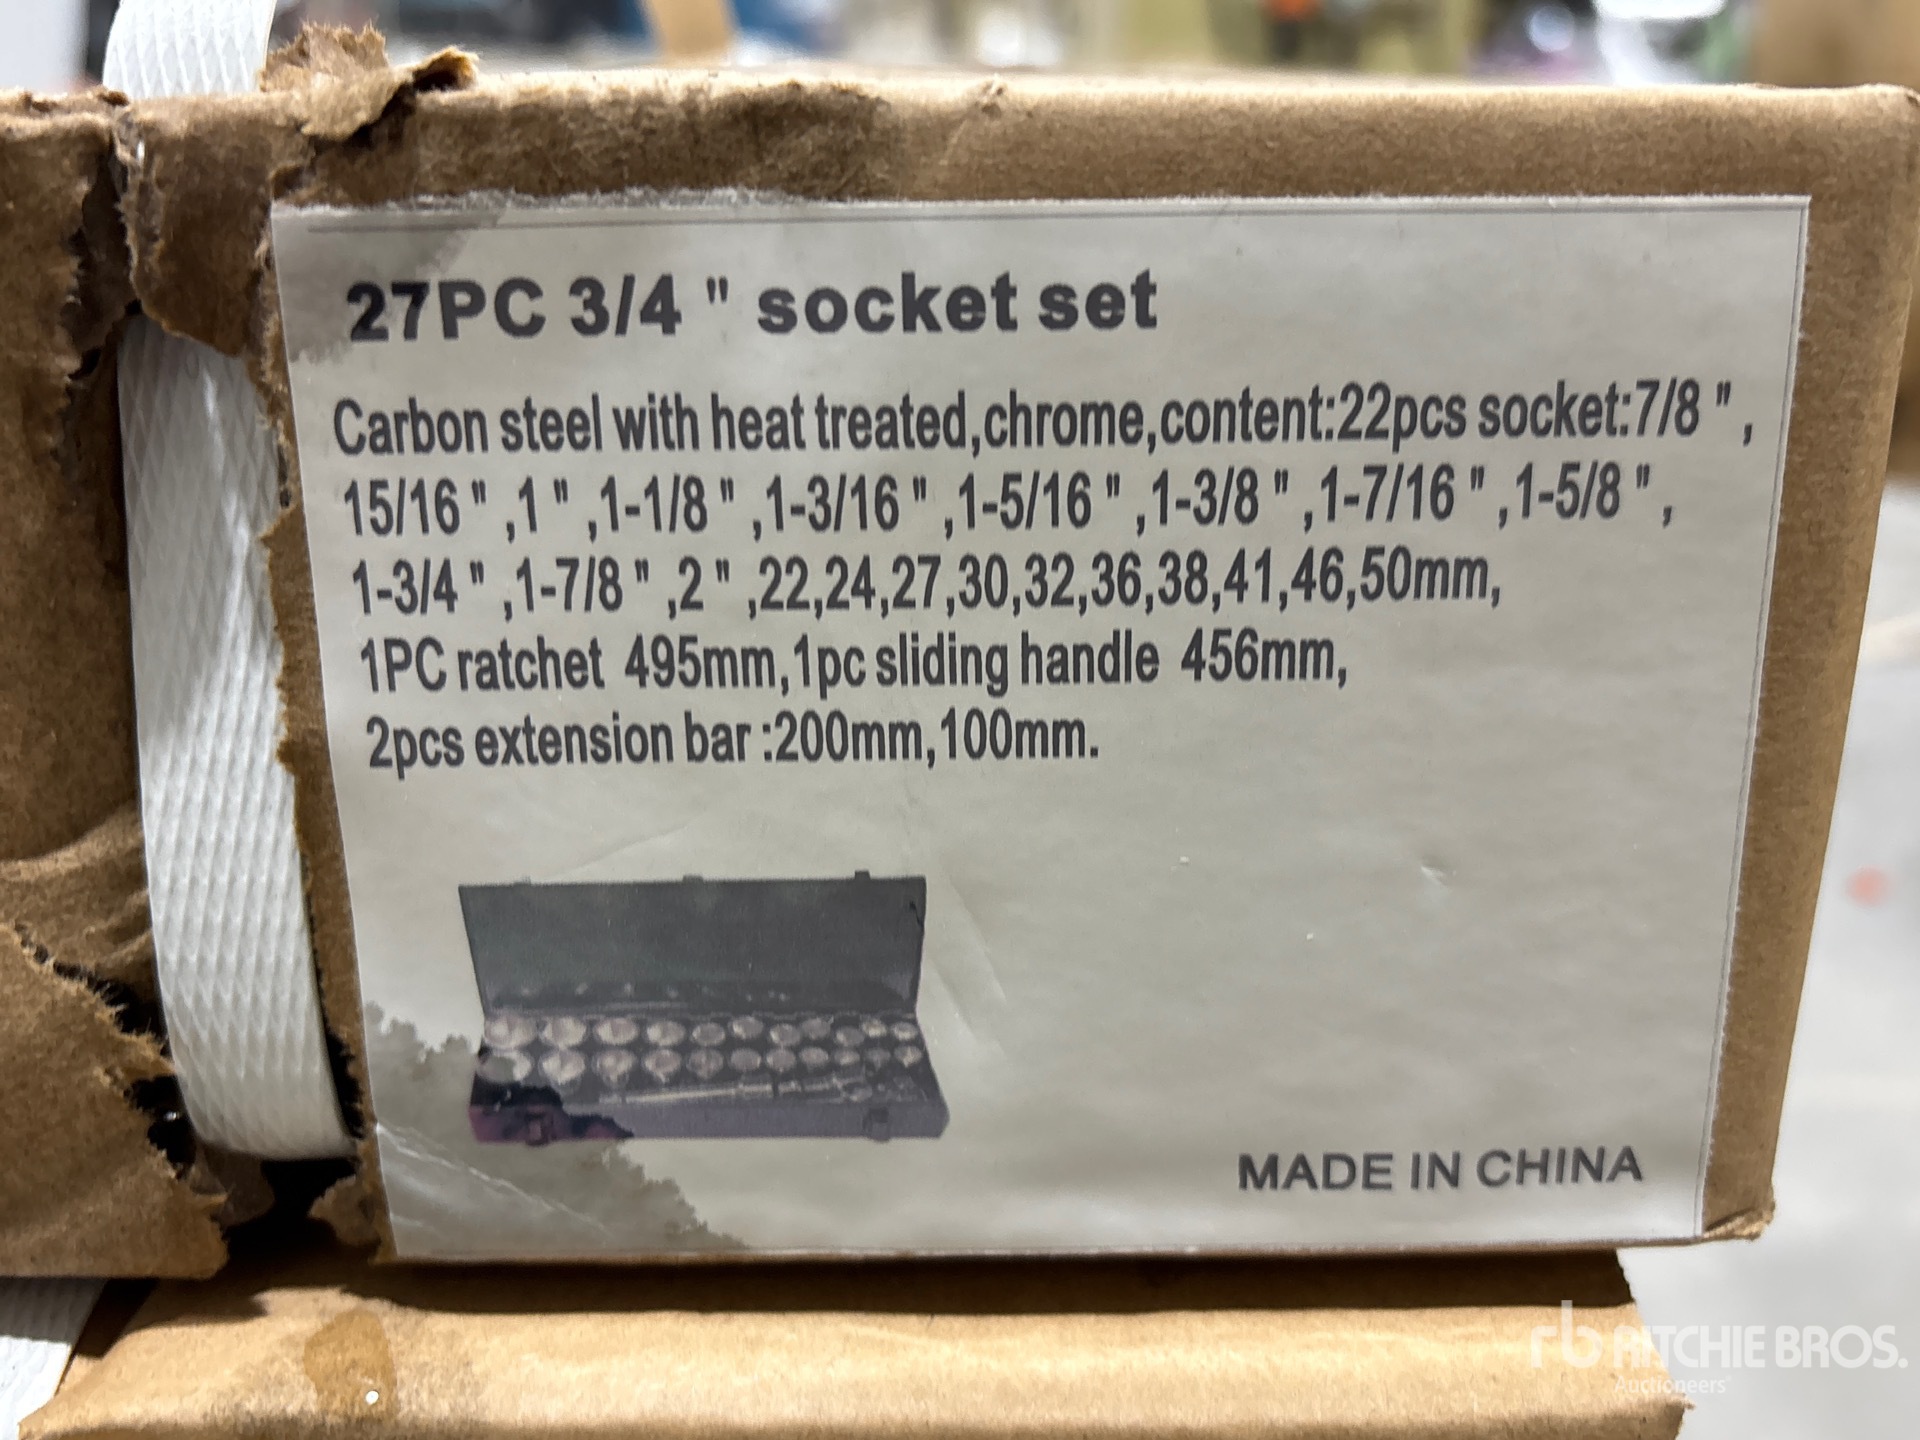 27PC 3/4 " socket set
Carbon steel with heat treated,chrome,content:22pcs socket:7/8 " ,
15/16 " ,1 " ,1-1/8 " ,1-3/16 " ,1-5/16 " ,1-3/8 " ,1-7/16 " ,1-5/8 " ,
1-3/4 " ,1-7/8 " ,2 " ,22,24,27,30,32,36,38,41,46,50mm,
1PC ratchet 495mm,1pc sliding handle 456mm,
2pcs extension bar :200mm,100mm.
MADE IN CHINA
rb RITCHIE BROS.
Auctioneers